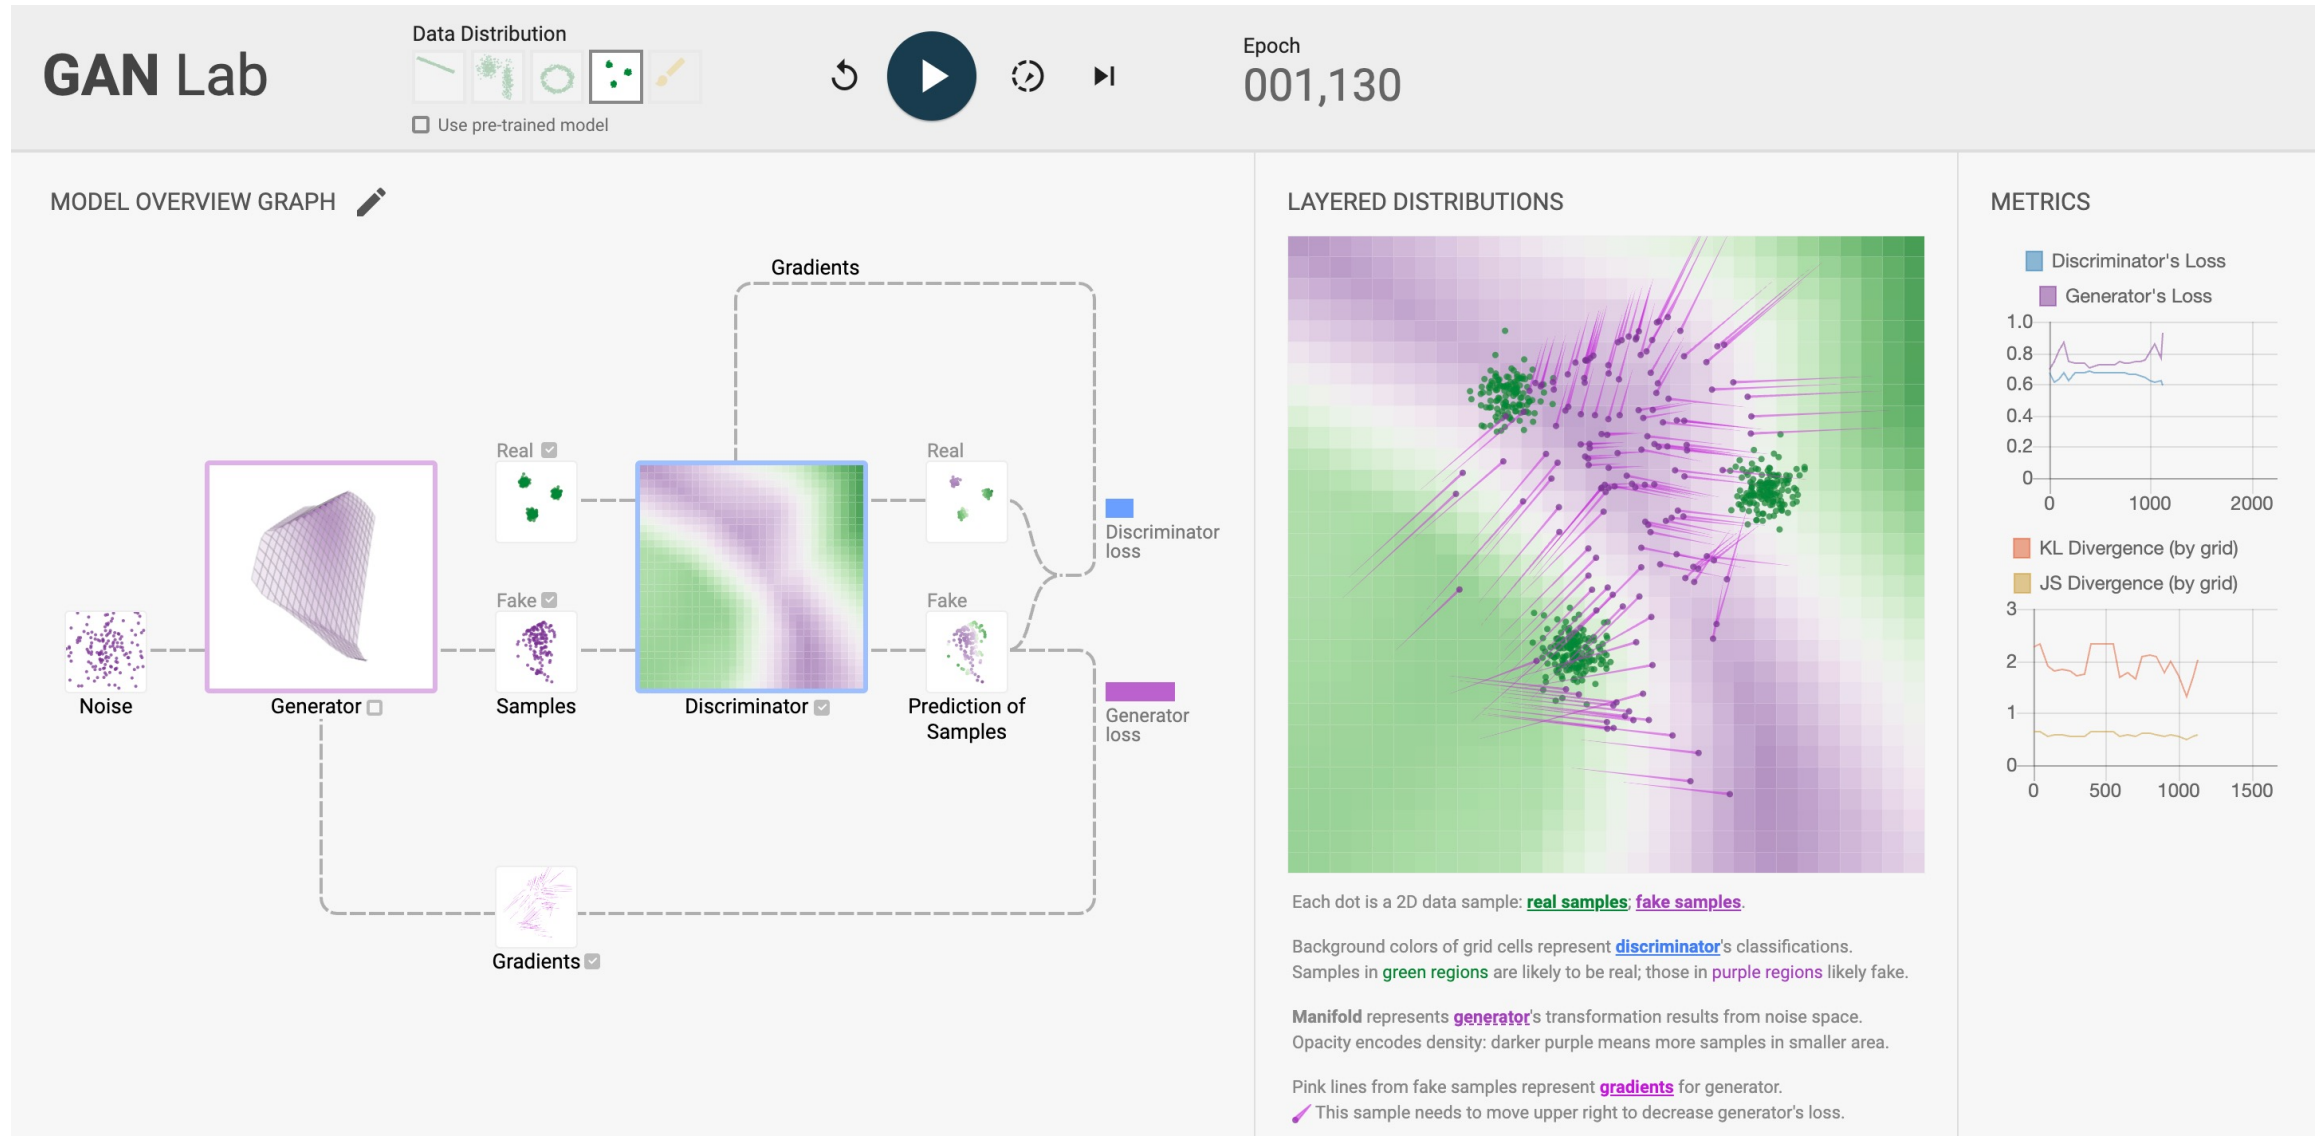 GAN Lab
Data Distribution
Use pre-trained model
Epoch
001,130
MODEL OVERVIEW GRAPH
Gradients
Real
Real
Discriminator
loss
Fake
Fake
Noise
Generator
Samples
Discriminator
Prediction of
Samples
Generator
loss
Gradients
LAYERED DISTRIBUTIONS
Each dot is a 2D data sample: real samples; fake samples.
Background colors of grid cells represent discriminator's classifications.
Samples in green regions are likely to be real; those in purple regions likely fake.
Manifold represents generator's transformation results from noise space.
Opacity encodes density: darker purple means more samples in smaller area.
Pink lines from fake samples represent gradients for generator.
This sample needs to move upper right to decrease generator's loss.
METRICS
Discriminator's Loss
Generator's Loss
1.0
0.8
0.6
0.4
0.2
0
0 1000 2000
KL Divergence (by grid)
JS Divergence (by grid)
3
2
1
0
0 500 1000 1500